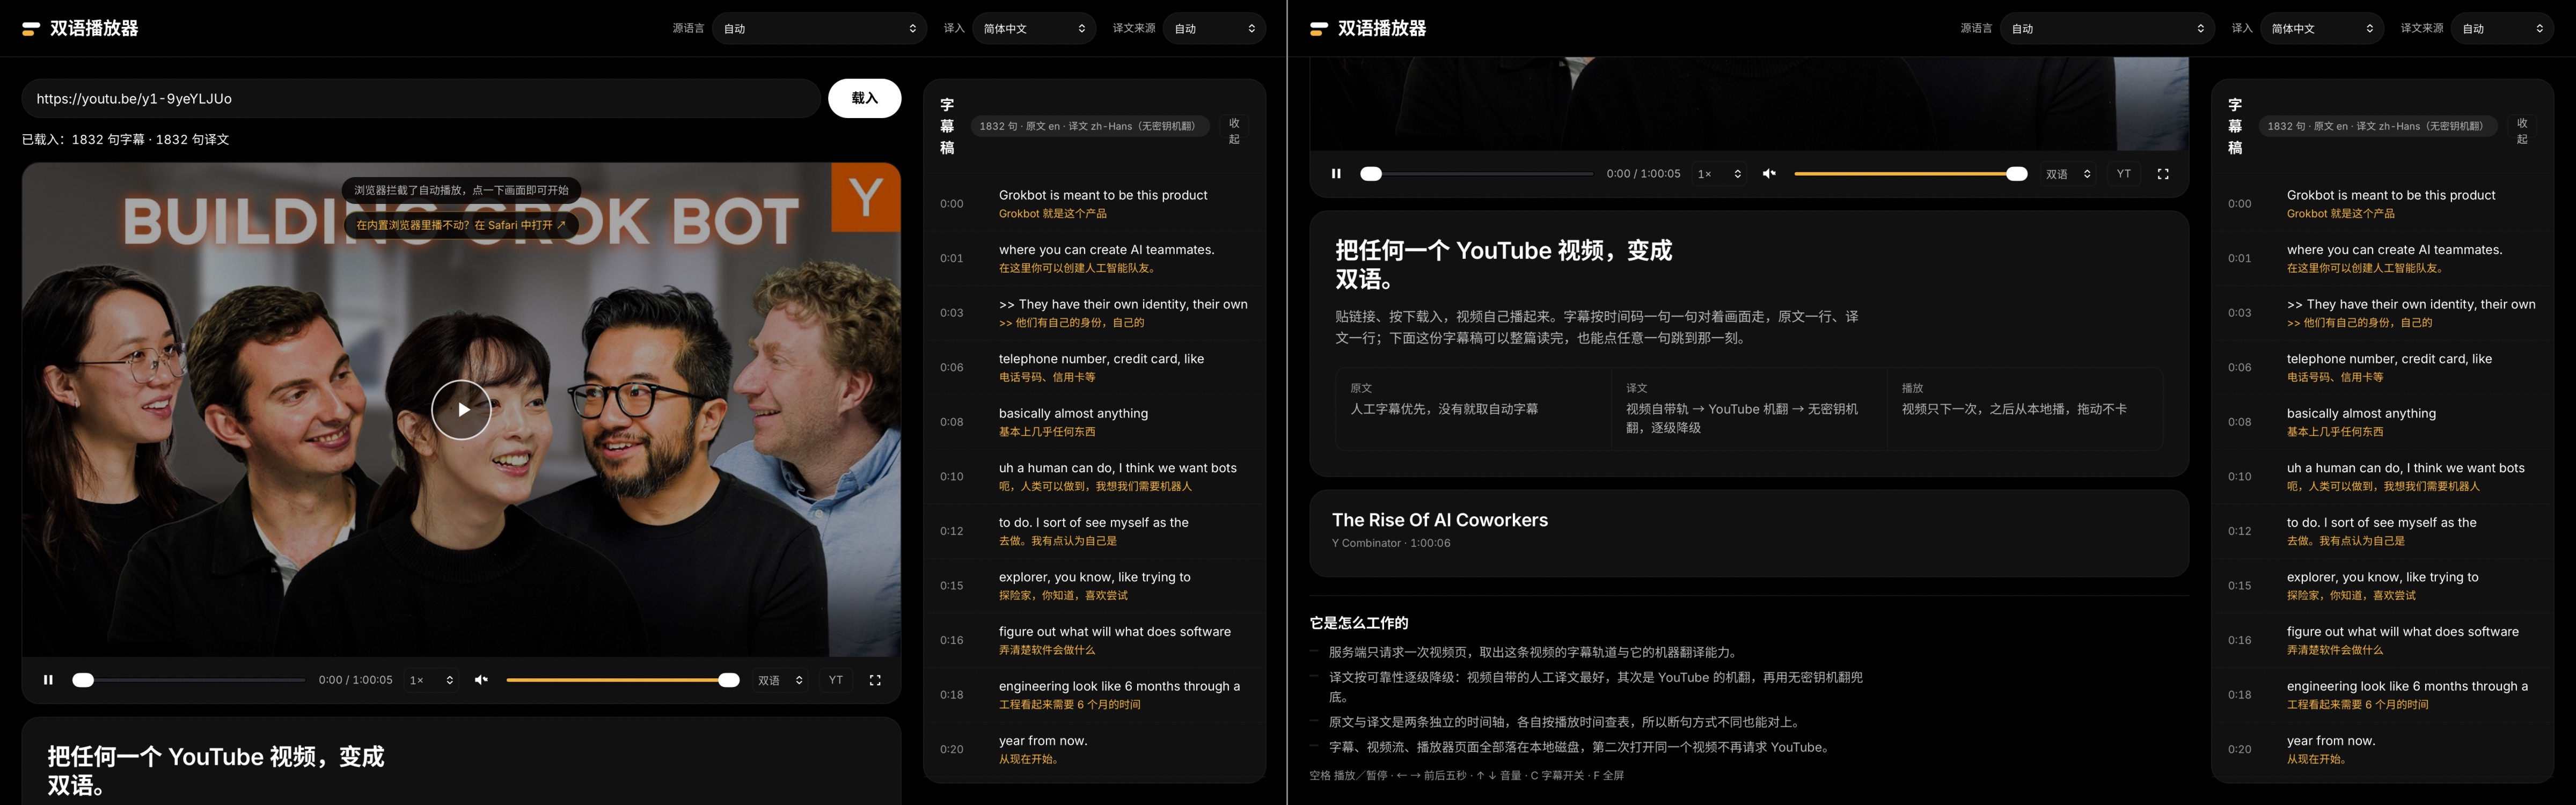 双语播放器
源语言 自动 译入 简体中文 译文来源 自动
https://youtu.be/y1-9yeYLJUo 载入
已载入：1832 句字幕 · 1832 句译文
浏览器拦截了自动播放，点一下画面即可开始
在内置浏览器里播不动？在 Safari 中打开 ↗
BUILDING GROK BOT
Y
0:00 / 1:00:05 1× 双语 YT
把任何一个 YouTube 视频，变成
双语。
字幕稿
1832 句 · 原文 en · 译文 zh-Hans（无密钥机翻）
收起
0:00 Grokbot is meant to be this product
Grokbot 就是这个产品
0:01 where you can create AI teammates.
在这里你可以创建人工智能队友。
0:03 >> They have their own identity, their own
>> 他们有自己的身份，自己的
0:06 telephone number, credit card, like
电话号码、信用卡等
0:08 basically almost anything
基本上几乎任何东西
0:10 uh a human can do, I think we want bots
呃，人类可以做到，我想我们需要机器人
0:12 to do. I sort of see myself as the
去做。我有点认为自己是
0:15 explorer, you know, like trying to
探险家，你知道，喜欢尝试
0:16 figure out what will what does software
弄清楚软件会做什么
0:18 engineering look like 6 months through a
工程看起来需要 6 个月的时间
0:20 year from now.
从现在开始。
双语播放器
源语言 自动 译入 简体中文 译文来源 自动
0:00 / 1:00:05 1× 双语 YT
把任何一个 YouTube 视频，变成
双语。
贴链接、按下载入，视频自己播起来。字幕按时间码一句一句对着画面走，原文一行、译
文一行；下面这份字幕稿可以整篇读完，也能点任意一句跳到那一刻。
原文
人工字幕优先，没有就取自动字幕
译文
视频自带轨 → YouTube 机翻 → 无密钥机
翻，逐级降级
播放
视频只下一次，之后从本地播，拖动不卡
The Rise Of AI Coworkers
Y Combinator · 1:00:06
它是怎么工作的
服务端只请求一次视频页，取出这条视频的字幕轨道与它的机器翻译能力。
译文按可靠性逐级降级：视频自带的人工译文最好，其次是 YouTube 的机翻，再用无密钥机翻兜
底。
原文与译文是两条独立的时间轴，各自按播放时间查表，所以断句方式不同也能对上。
字幕、视频流、播放器页面全部落在本地磁盘，第二次打开同一个视频不再请求 YouTube。
空格 播放／暂停 · ← → 前后五秒 · ↑ ↓ 音量 · C 字幕开关 · F 全屏
字幕稿
1832 句 · 原文 en · 译文 zh-Hans（无密钥机翻）
收起
0:00 Grokbot is meant to be this product
Grokbot 就是这个产品
0:01 where you can create AI teammates.
在这里你可以创建人工智能队友。
0:03 >> They have their own identity, their own
>> 他们有自己的身份，自己的
0:06 telephone number, credit card, like
电话号码、信用卡等
0:08 basically almost anything
基本上几乎任何东西
0:10 uh a human can do, I think we want bots
呃，人类可以做到，我想我们需要机器人
0:12 to do. I sort of see myself as the
去做。我有点认为自己是
0:15 explorer, you know, like trying to
探险家，你知道，喜欢尝试
0:16 figure out what will what does software
弄清楚软件会做什么
0:18 engineering look like 6 months through a
工程看起来需要 6 个月的时间
0:20 year from now.
从现在开始。